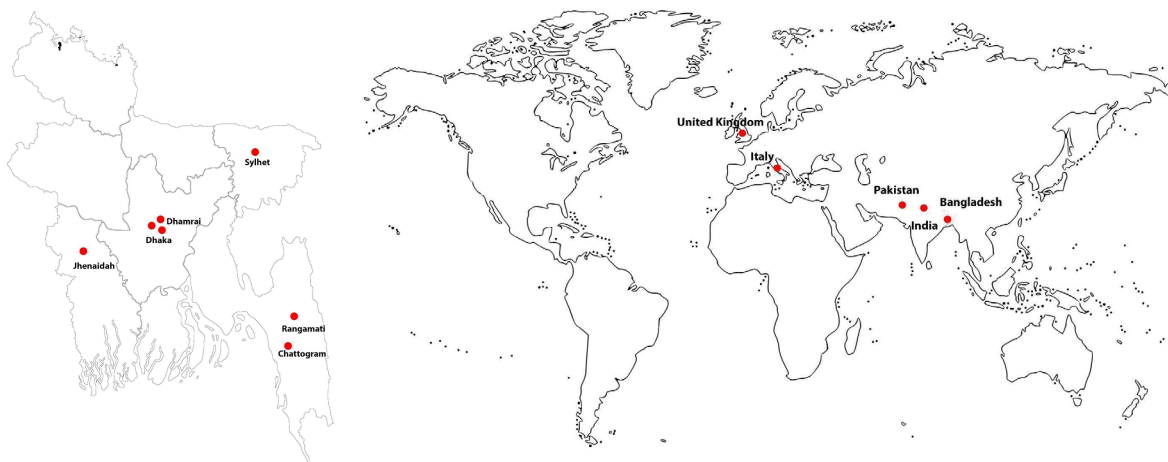 Sylhet
Dhamrai
Dhaka
Jhenaidah
Rangamati
Chattogram
United Kingdom
Italy
Pakistan
Bangladesh
India